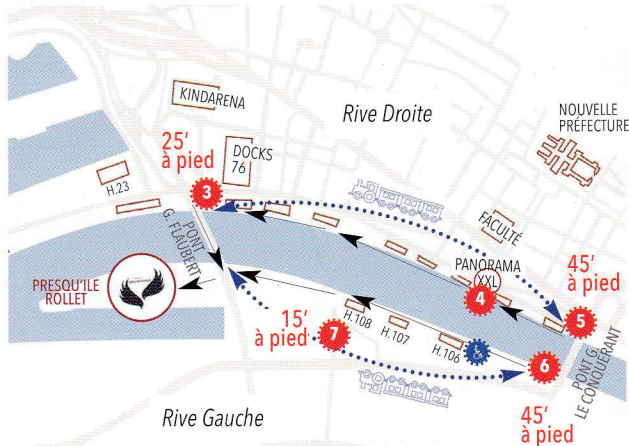 KINDARENA
Rive Droite
NOUVELLE
PRÉFECTURE
25'
à pied
DOCKS
76
H.23
3
FACULTÉ
PONT
G. FLAUBERT
PANORAMA
XXL
45'
à pied
PRESQU'ILE
ROLLET
4
5
15'
à pied
7
H.108
H.107
H.106
6
PONT G.
LE CONQUÉRANT
Rive Gauche
45'
à pied